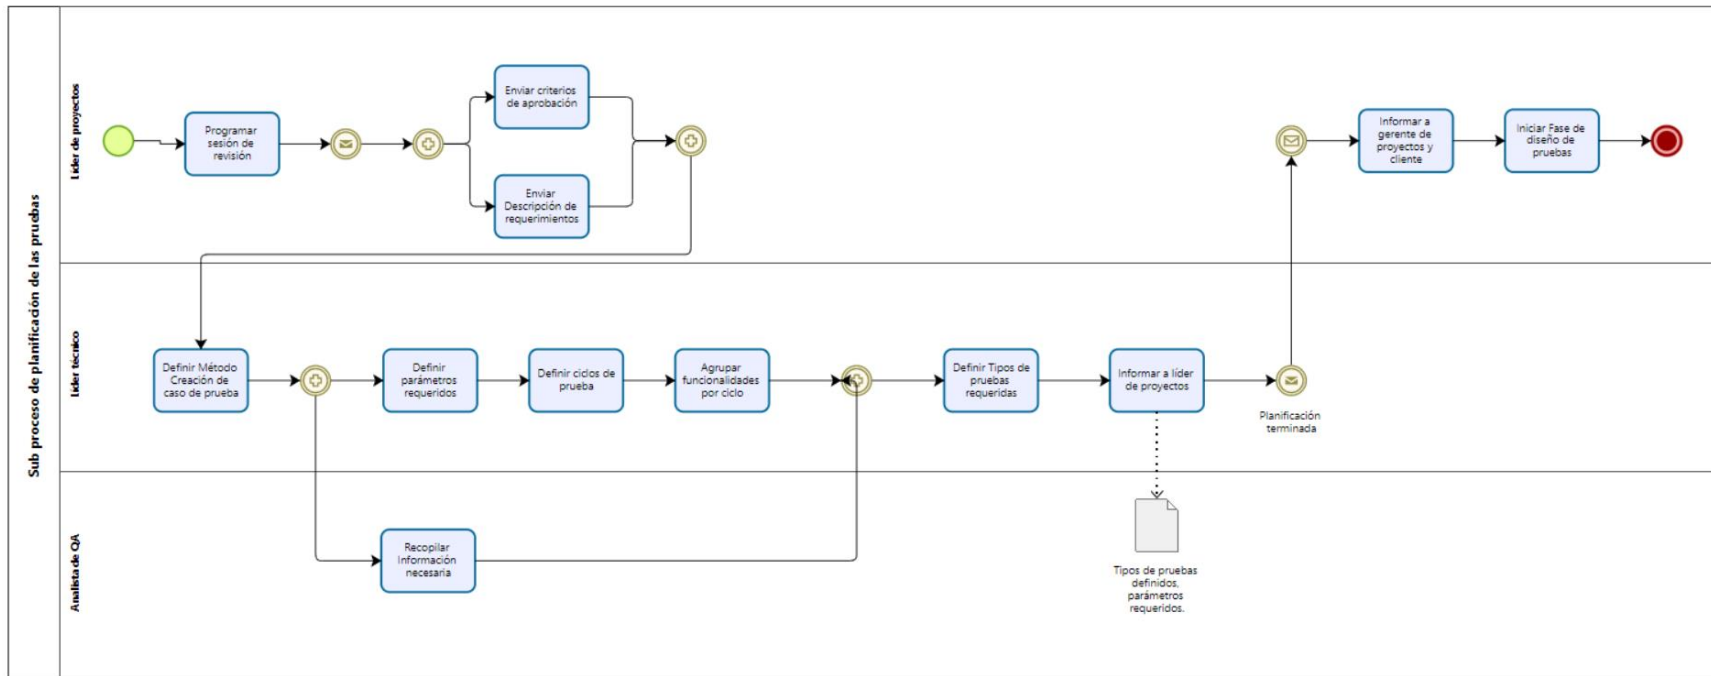 Sub proceso de planificación de las pruebas
Líder de proyectos
Programar
sesión de
revisión
Enviar criterios
de aprobación
Enviar
Descripción de
requerimientos
Informar a
gerente de
proyectos y
cliente
Iniciar Fase de
diseño de
pruebas
Líder técnico
Definir Método
Creación de
caso de prueba
Definir
parámetros
requeridos
Definir ciclos de
prueba
Agrupar
funcionalidades
por ciclo
Definir Tipos de
pruebas
requeridas
Informar a líder
de proyectos
Planificación
terminada
Analista de QA
Recopilar
Información
necesaria
Tipos de pruebas
definidos,
parámetros
requeridos.